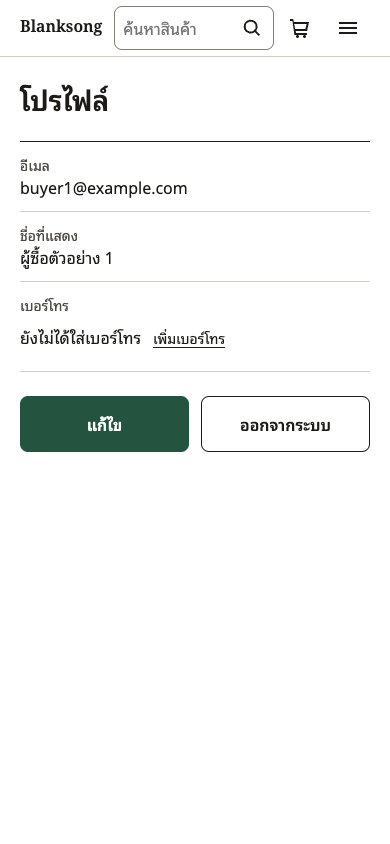 Blanksong
ค้นหาสินค้า
โปรไฟล์
อีเมล
buyer1@example.com
ชื่อที่แสดง
ผู้ซื้อตัวอย่าง 1
เบอร์โทร
ยังไม่ได้ใส่เบอร์โทร เพิ่มเบอร์โทร
แก้ไข ออกจากระบบ